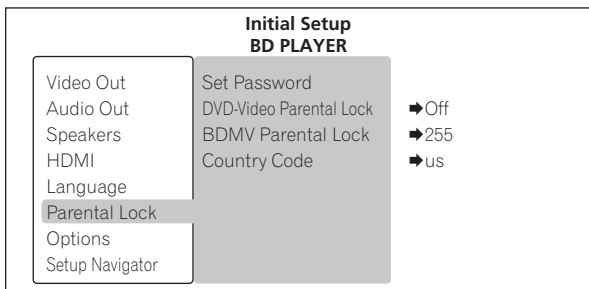 Initial Setup
BD PLAYER
Video Out
Audio Out
Speakers
HDMI
Language
Parental Lock
Options
Setup Navigator
Set Password
DVD-Video Parental Lock ➡Off
BDMV Parental Lock ➡255
Country Code ➡us